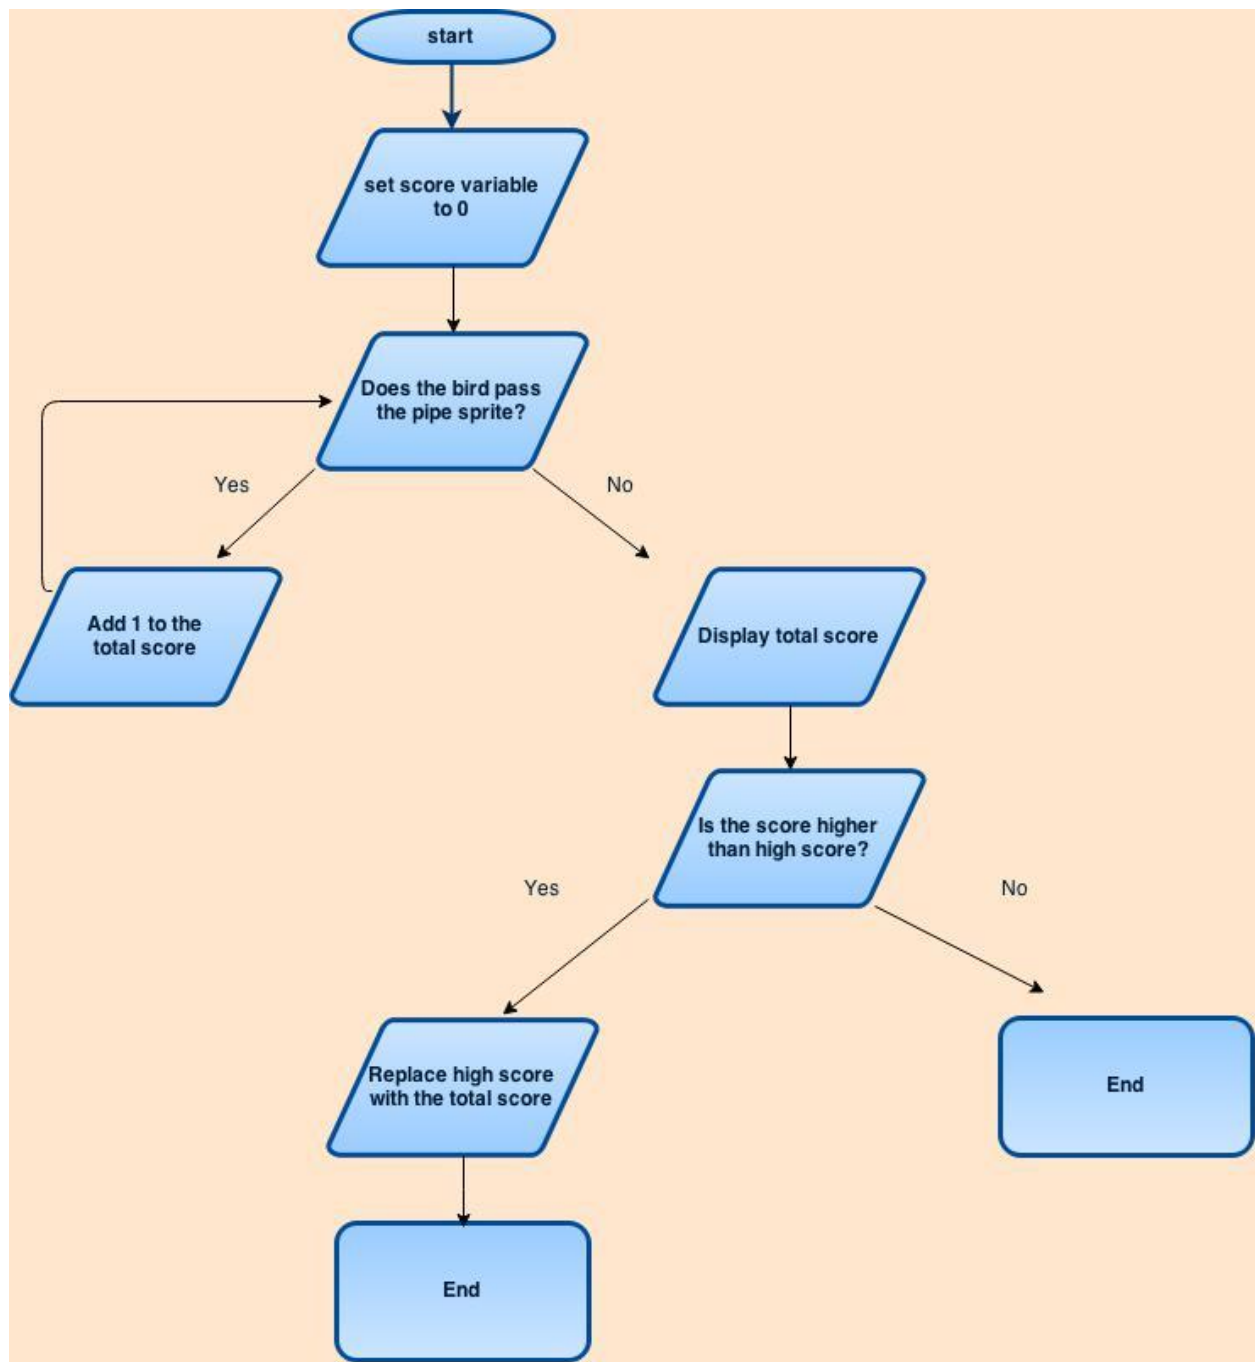 start
set score variable
to 0
Does the bird pass
the pipe sprite?
Yes
No
Add 1 to the
total score
Display total score
Is the score higher
than high score?
Yes
No
Replace high score
with the total score
End
End